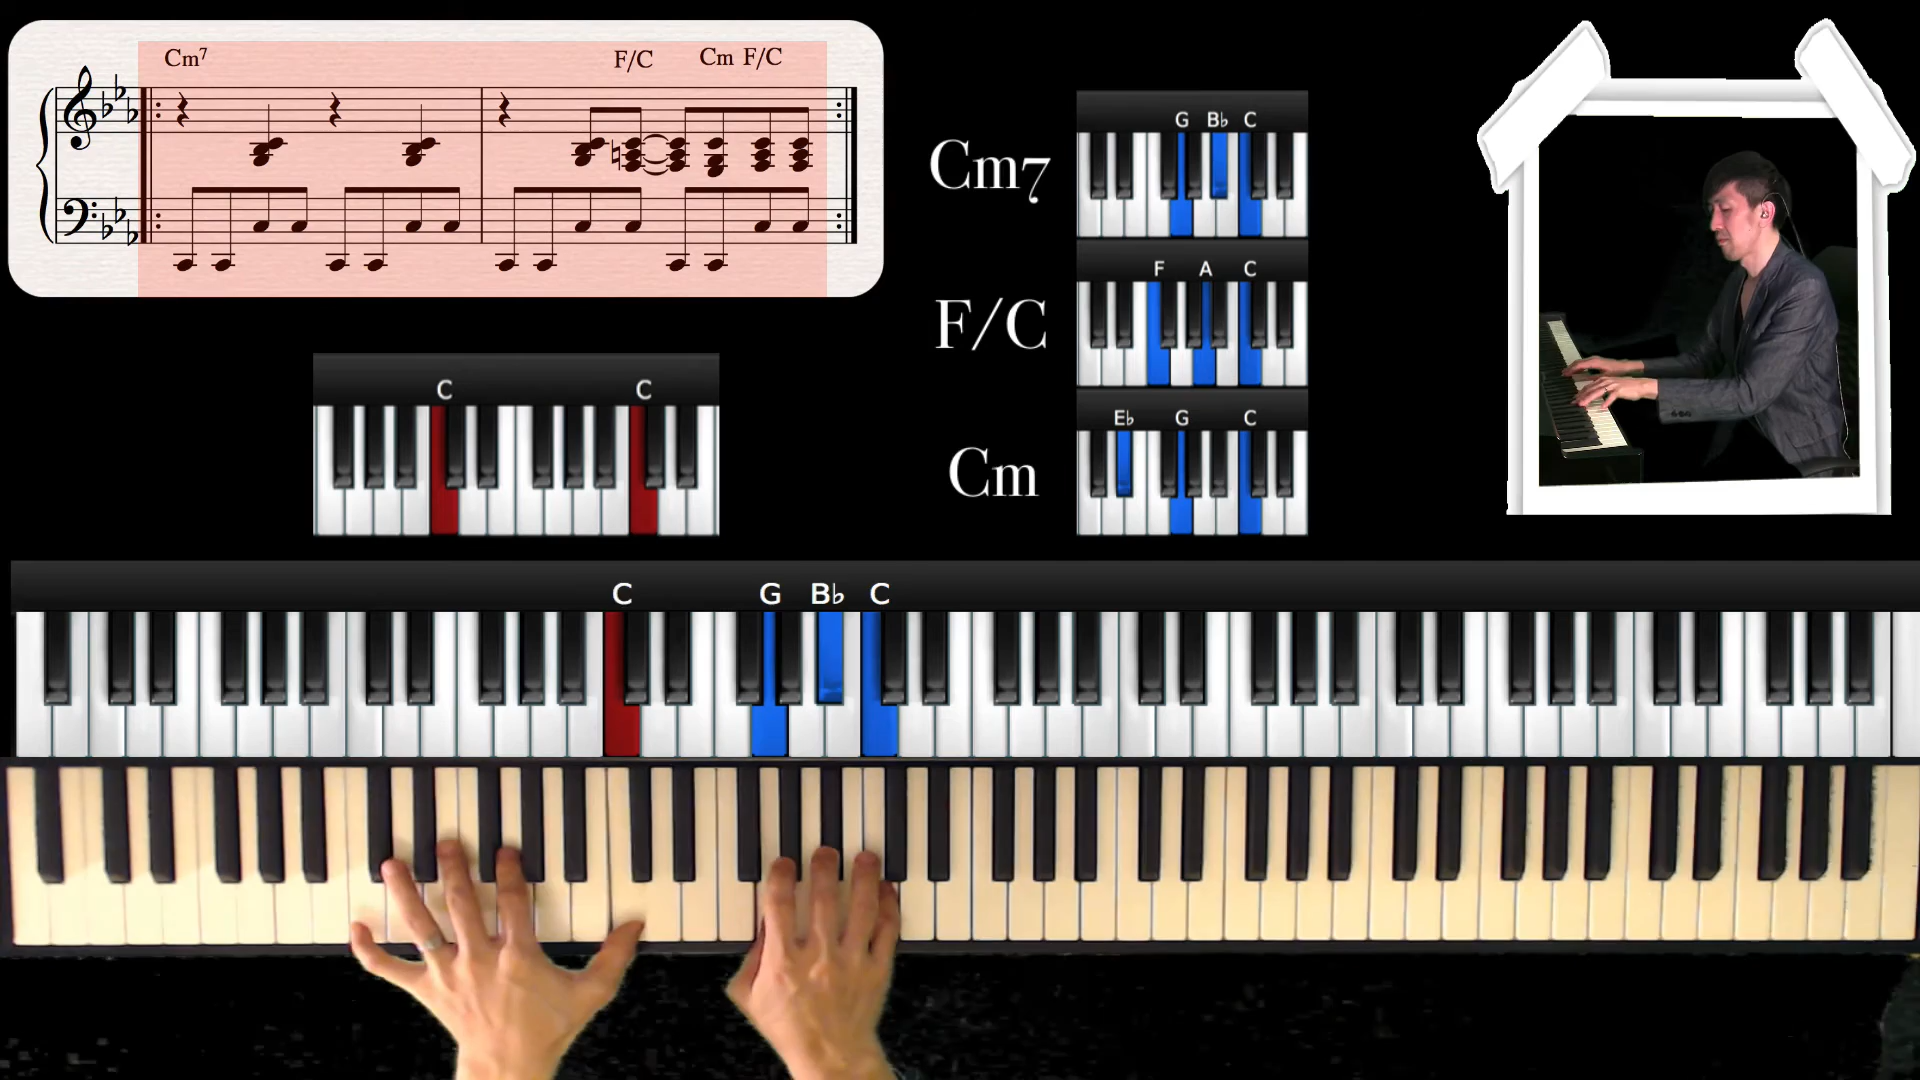 Cm7 F/C Cm F/C
G B♭ C
Cm7
F A C
F/C
C C
E♭ G C
Cm
C G B♭ C